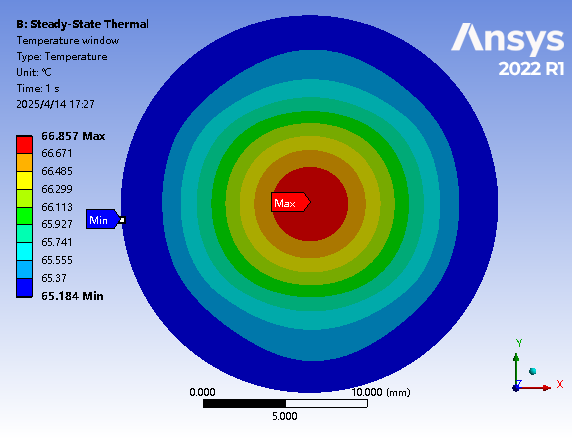 B: Steady-State Thermal
Temperature window
Type: Temperature
Unit: °C
Time: 1 s
2025/4/14 17:27
Ansys
2022 R1
66.857 Max
66.671
66.485
66.299
66.113
65.927
65.741
65.555
65.37
65.184 Min
Max
Min
0.000
10.000 (mm)
5.000
Y
Z
X